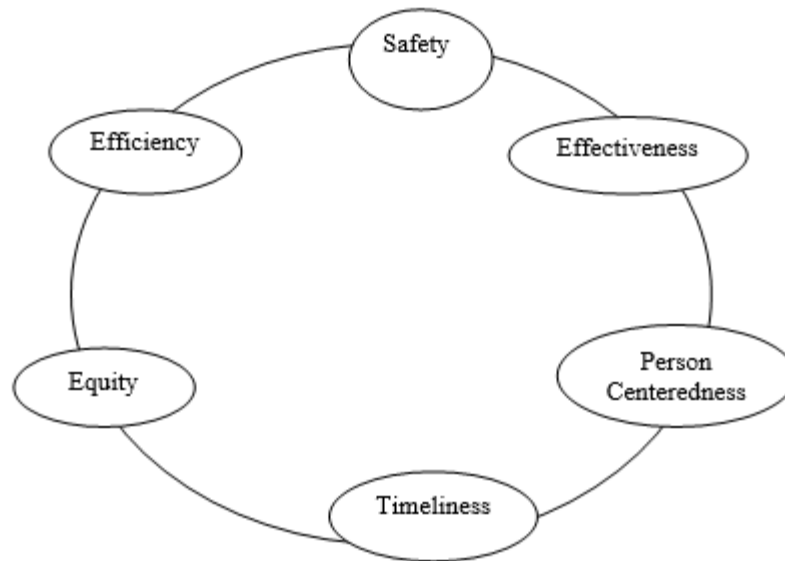 Safety
Efficiency
Effectiveness
Equity
Person
Centeredness
Timeliness